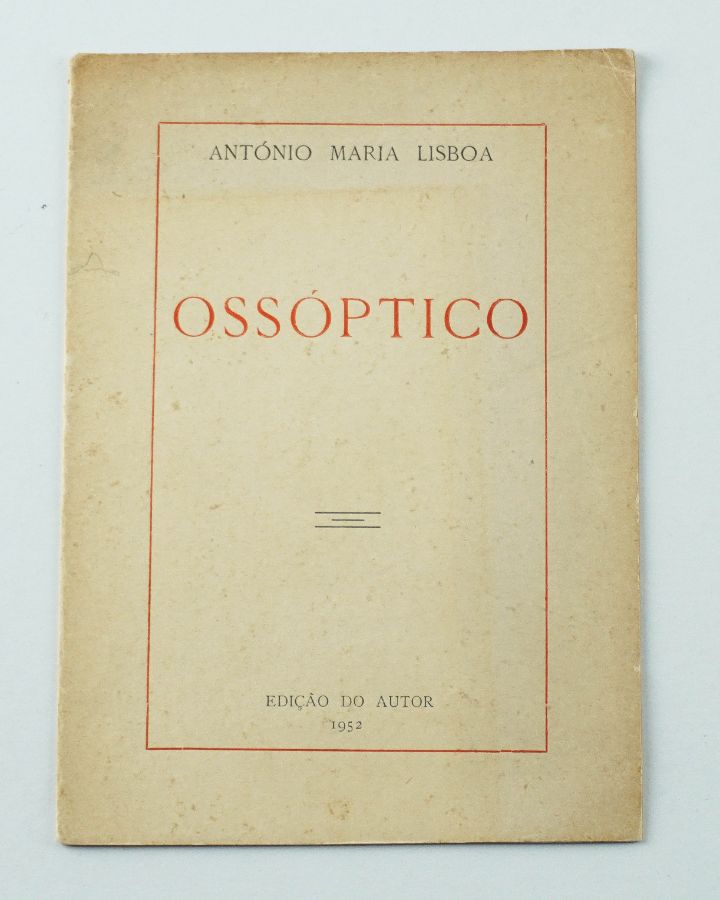 ANTÓNIO MARIA LISBOA
OSSÓPTICO
EDIÇÃO DO AUTOR
1952